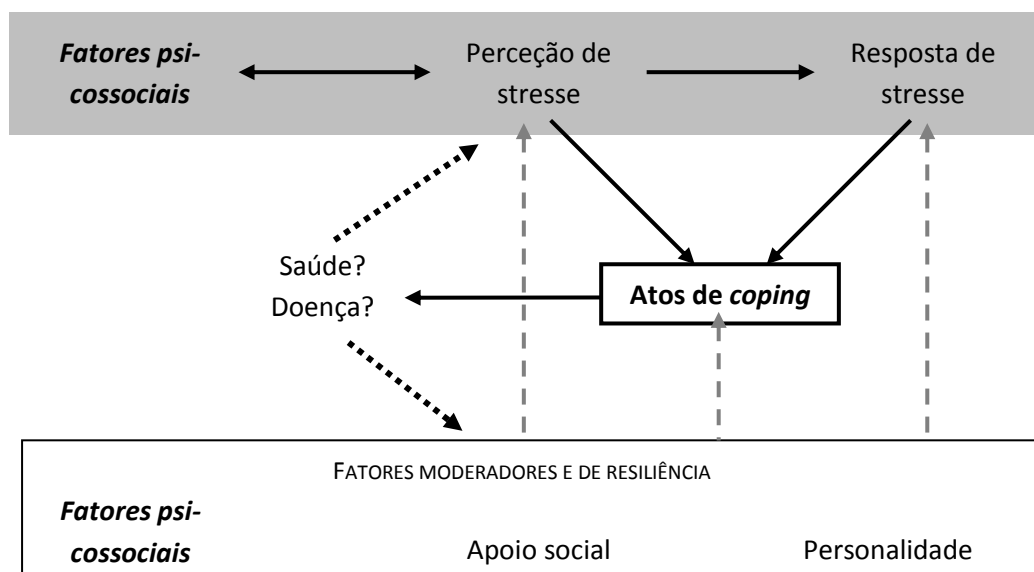 Fatores psi-
cossociais
Perceção de
stresse
Resposta de
stresse
Saúde?
Doença?
Atos de coping
FATORES MODERADORES E DE RESILIÊNCIA
Fatores psi-
cossociais
Apoio social
Personalidade